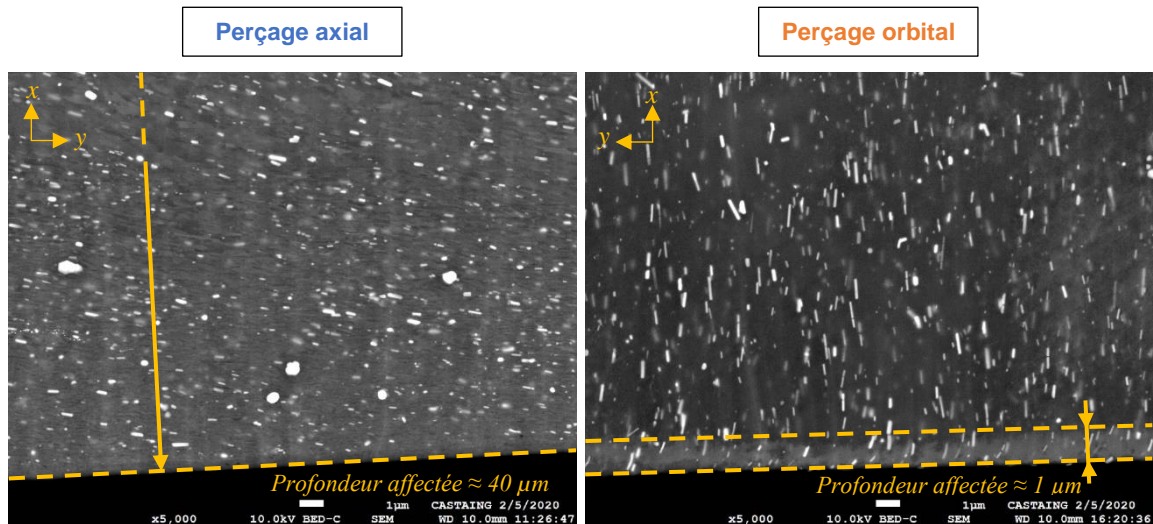 Perçage axial
Perçage orbital
x
y
x
y
Profondeur affectée ≈ 40 µm
Profondeur affectée ≈ 1 µm
1µm CASTAING 2/5/2020
x5,000 10.0kV BED-C SEM WD 10.0mm 11:26:47
1µm CASTAING 2/5/2020
x5,000 10.0kV BED-C SEM WD 10.0mm 16:20:36